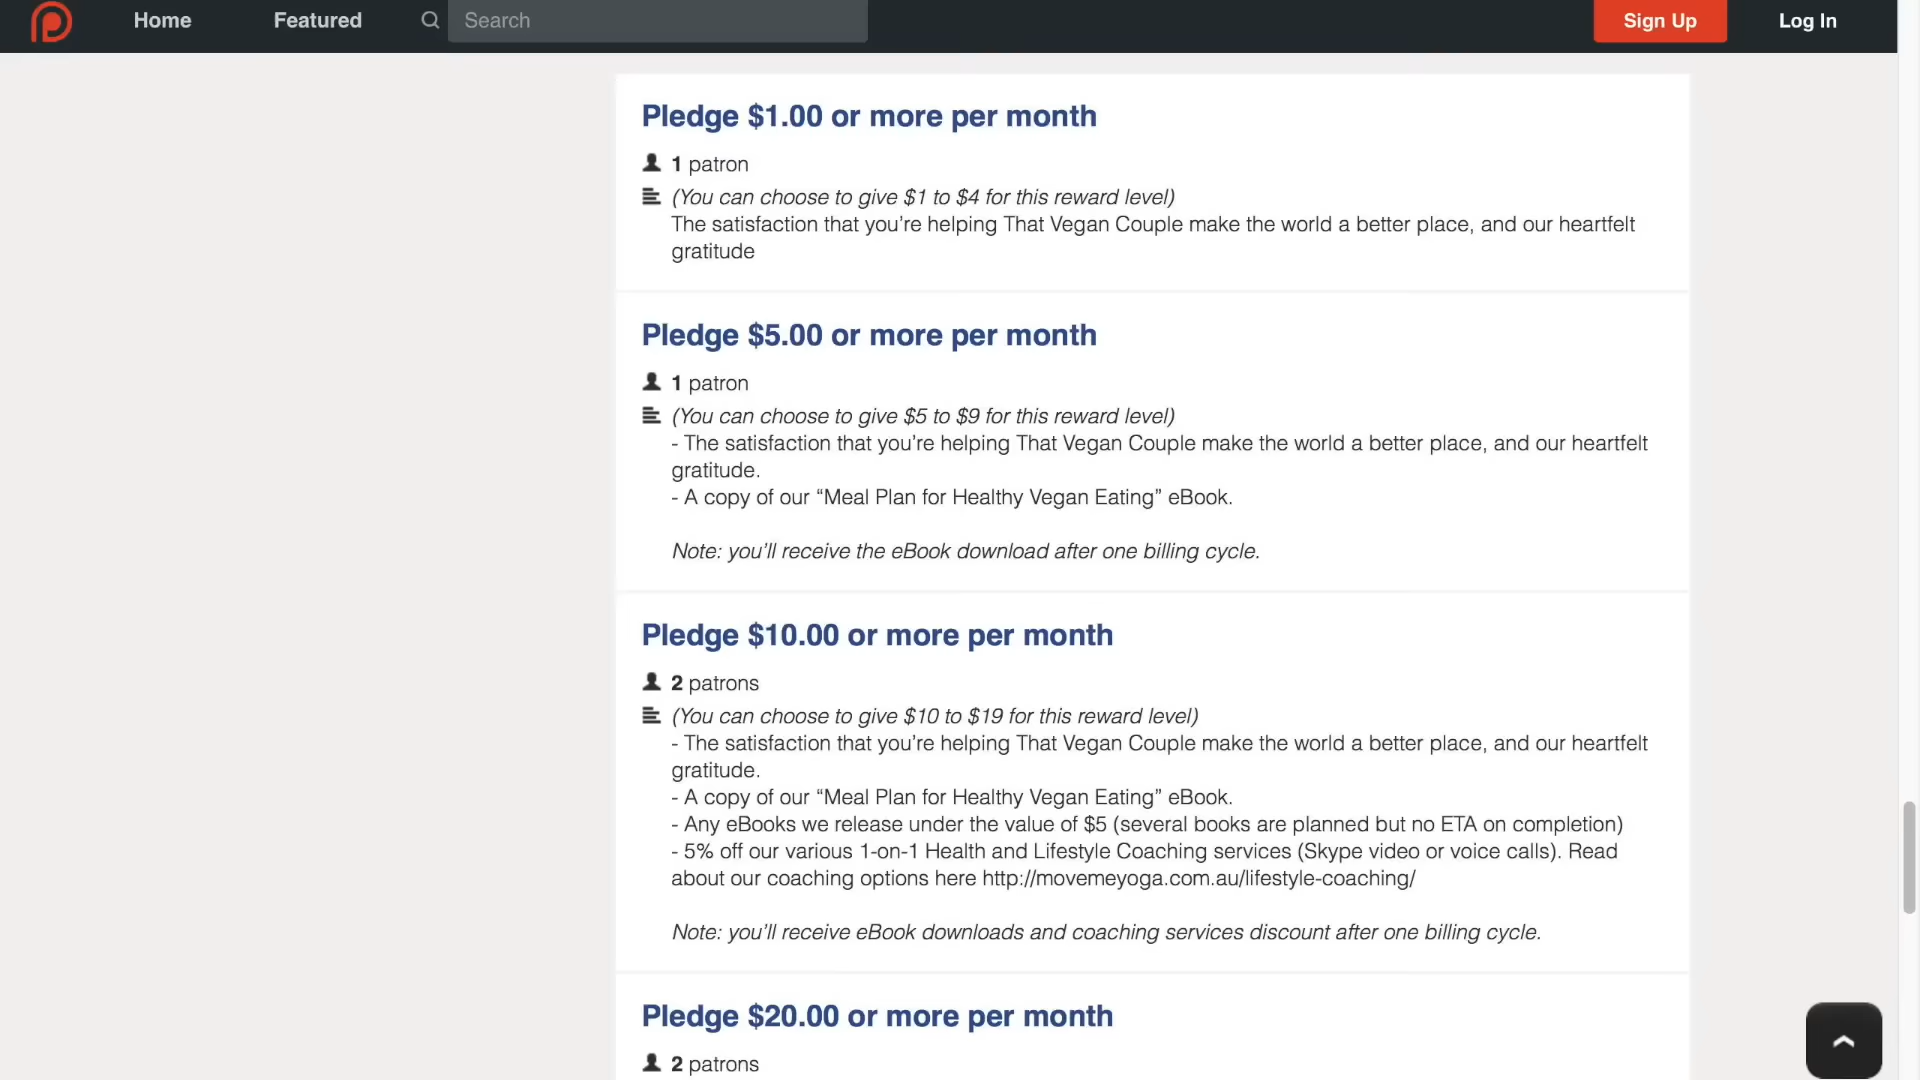 Home
Featured
Search
Sign Up
Log In
Pledge $1.00 or more per month
1 patron
(You can choose to give $1 to $4 for this reward level)
The satisfaction that you’re helping That Vegan Couple make the world a better place, and our heartfelt
gratitude
Pledge $5.00 or more per month
1 patron
(You can choose to give $5 to $9 for this reward level)
- The satisfaction that you’re helping That Vegan Couple make the world a better place, and our heartfelt
gratitude.
- A copy of our “Meal Plan for Healthy Vegan Eating” eBook.
Note: you’ll receive the eBook download after one billing cycle.
Pledge $10.00 or more per month
2 patrons
(You can choose to give $10 to $19 for this reward level)
- The satisfaction that you’re helping That Vegan Couple make the world a better place, and our heartfelt
gratitude.
- A copy of our “Meal Plan for Healthy Vegan Eating” eBook.
- Any eBooks we release under the value of $5 (several books are planned but no ETA on completion)
- 5% off our various 1-on-1 Health and Lifestyle Coaching services (Skype video or voice calls). Read
about our coaching options here http://movemeyoga.com.au/lifestyle-coaching/
Note: you’ll receive eBook downloads and coaching services discount after one billing cycle.
Pledge $20.00 or more per month
2 patrons